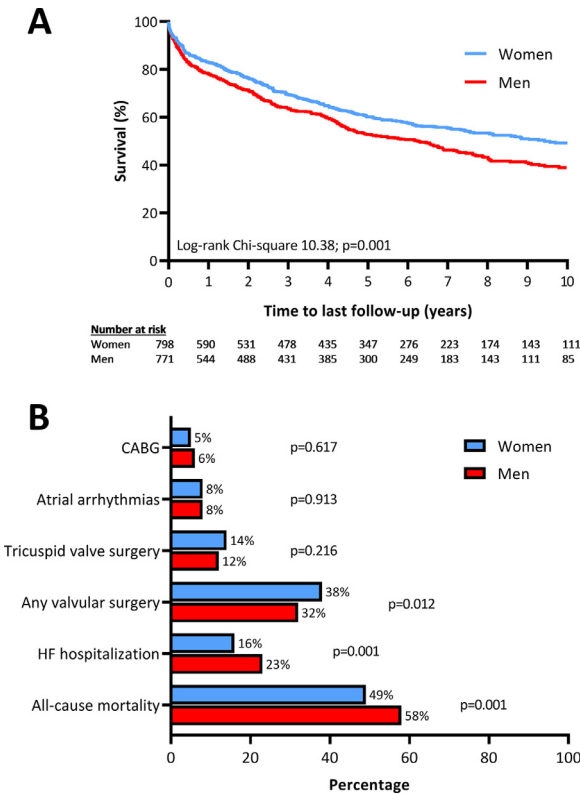 A
100
80
60
40
20
0
Survival (%)
Women
Men
Log-rank Chi-square 10.38; p=0.001
0 1 2 3 4 5 6 7 8 9 10
Time to last follow-up (years)
Number at risk
Women 798 590 531 478 435 347 276 223 174 143 111
Men 771 544 488 431 385 300 249 183 143 111 85
B
Women
Men
CABG 5% 6% p=0.617
Atrial arrhythmias 8% 8% p=0.913
Tricuspid valve surgery 14% 12% p=0.216
Any valvular surgery 38% 32% p=0.012
HF hospitalization 16% 23% p=0.001
All-cause mortality 49% 58% p=0.001
0 20 40 60 80 100
Percentage